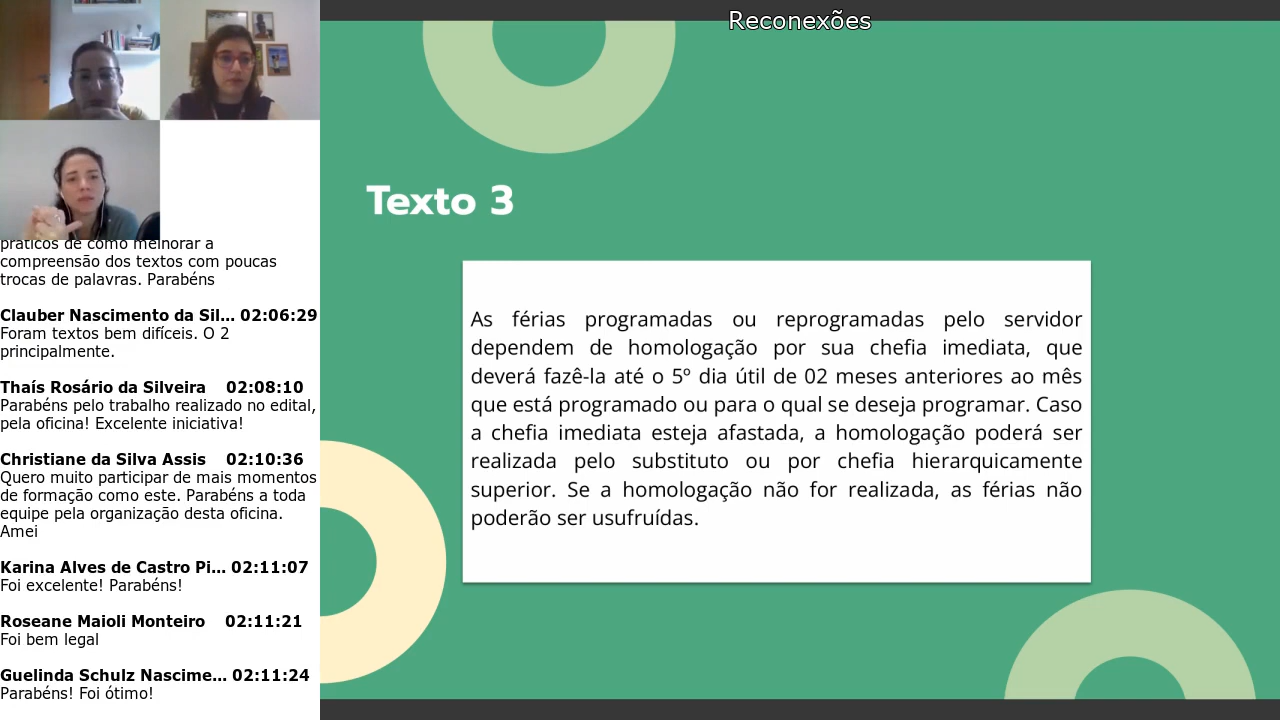 Reconexões
práticos de como melhorar a
compreensão dos textos com poucas
trocas de palavras. Parabéns
Clauber Nascimento da Sil... 02:06:29
Foram textos bem difíceis. O 2
principalmente.
Thaís Rosário da Silveira 02:08:10
Parabéns pelo trabalho realizado no edital,
pela oficina! Excelente iniciativa!
Christiane da Silva Assis 02:10:36
Quero muito participar de mais momentos
de formação como este. Parabéns a toda
equipe pela organização desta oficina.
Amei
Karina Alves de Castro Pi... 02:11:07
Foi excelente! Parabéns!
Roseane Maioli Monteiro 02:11:21
Foi bem legal
Guelinda Schulz Nascime... 02:11:24
Parabéns! Foi ótimo!
Texto 3
As férias programadas ou reprogramadas pelo servidor
dependem de homologação por sua chefia imediata, que
deverá fazê-la até o 5º dia útil de 02 meses anteriores ao mês
que está programado ou para o qual se deseja programar. Caso
a chefia imediata esteja afastada, a homologação poderá ser
realizada pelo substituto ou por chefia hierarquicamente
superior. Se a homologação não for realizada, as férias não
poderão ser usufruídas.